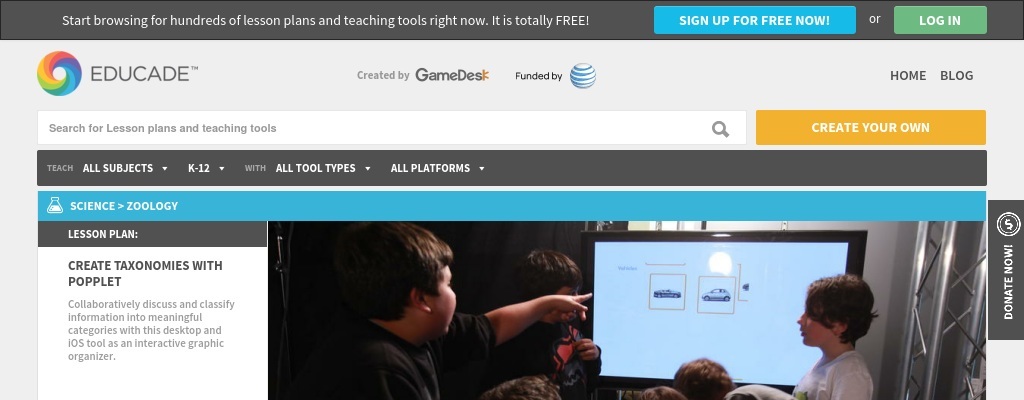 Start browsing for hundreds of lesson plans and teaching tools right now. It is totally FREE!
SIGN UP FOR FREE NOW!
or
LOG IN
EDUCADE™
Created by GameDesk
Funded by
HOME
BLOG
Search for Lesson plans and teaching tools
CREATE YOUR OWN
TEACH ALL SUBJECTS
K-12
WITH ALL TOOL TYPES
ALL PLATFORMS
SCIENCE > ZOOLOGY
LESSON PLAN:
CREATE TAXONOMIES WITH
POPPLET
Collaboratively discuss and classify
information into meaningful
categories with this desktop and
iOS tool as an interactive graphic
organizer.
Vehicles
DONATE NOW!
$